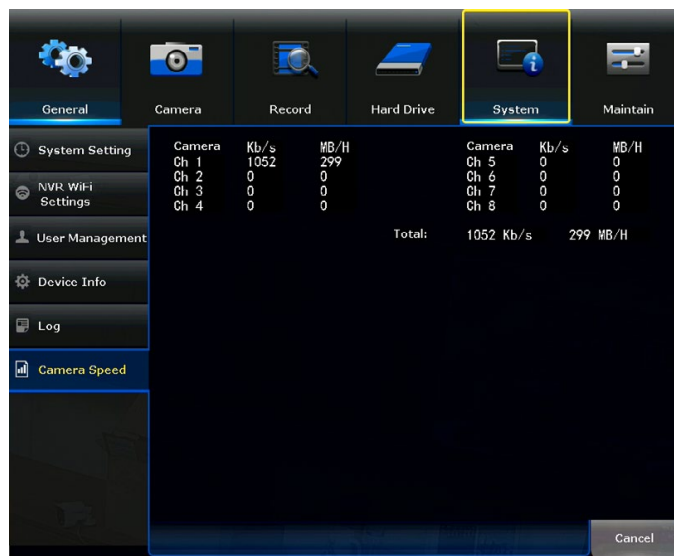 General Camera Record Hard Drive System Maintain
System Setting
NVR WiFi
Settings
User Management
Device Info
Log
Camera Speed
Camera Kb/s MB/H Camera Kb/s MB/H
Ch 1 1052 299 Ch 5 0 0
Ch 2 0 0 Ch 6 0 0
Ch 3 0 0 Ch 7 0 0
Ch 4 0 0 Ch 8 0 0
Total: 1052 Kb/s 299 MB/H
Cancel